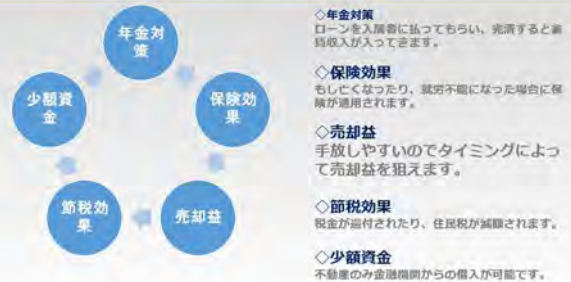 年金対
策
保険効
果
売却益
節税効
果
少額資
金
◇年金対策
ローンを入居者に払ってもらい、完済すると家
賃収入が入ってきます。
◇保険効果
もし亡くなったり、就労不能になった場合に保
険が適用されます。
◇売却益
手放しやすいのでタイミングによっ
て売却益を狙えます。
◇節税効果
税金が還付されたり、住民税が減額されます。
◇少額資金
不動産のみ金融機関からの借入が可能です。